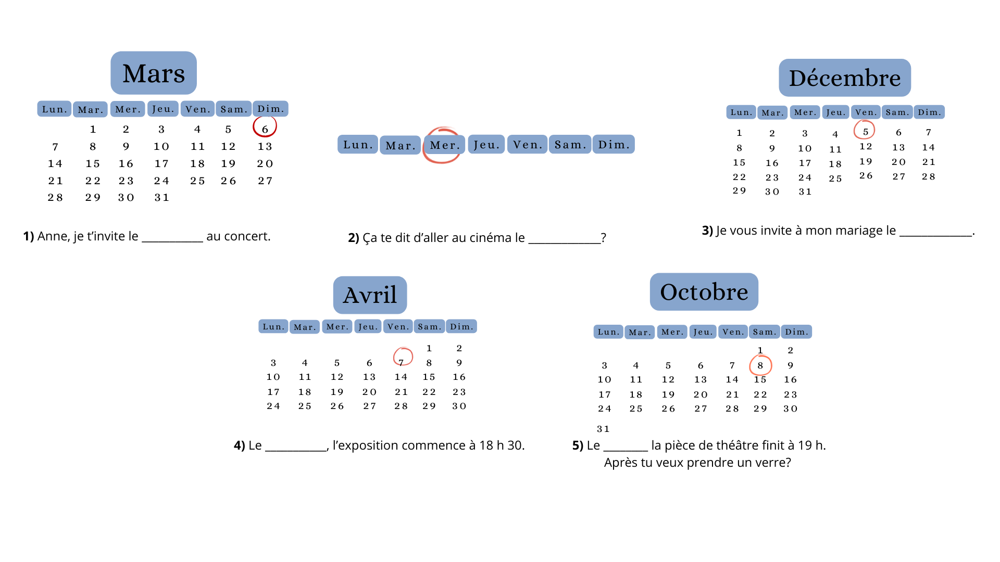 Mars
Lun. Mar. Mer. Jeu. Ven. Sam. Dim.
1 2 3 4 5 6
7 8 9 10 11 12 13
14 15 16 17 18 19 20
21 22 23 24 25 26 27
28 29 30 31
1) Anne, je t’invite le __________ au concert.
Lun. Mar. Mer. Jeu. Ven. Sam. Dim.
2) Ça te dit d’aller au cinéma le ____________?
Décembre
Lun. Mar. Mer. Jeu. Ven. Sam. Dim.
1 2 3 4 5 6 7
8 9 10 11 12 13 14
15 16 17 18 19 20 21
22 23 24 25 26 27 28
29 30 31
3) Je vous invite à mon mariage le ____________.
Avril
Lun. Mar. Mer. Jeu. Ven. Sam. Dim.
1 2
3 4 5 6 7 8 9
10 11 12 13 14 15 16
17 18 19 20 21 22 23
24 25 26 27 28 29 30
4) Le __________, l’exposition commence à 18 h 30.
Octobre
Lun. Mar. Mer. Jeu. Ven. Sam. Dim.
1 2
3 4 5 6 7 8 9
10 11 12 13 14 15 16
17 18 19 20 21 22 23
24 25 26 27 28 29 30
31
5) Le _______ la pièce de théâtre finit à 19 h.
Après tu veux prendre un verre?